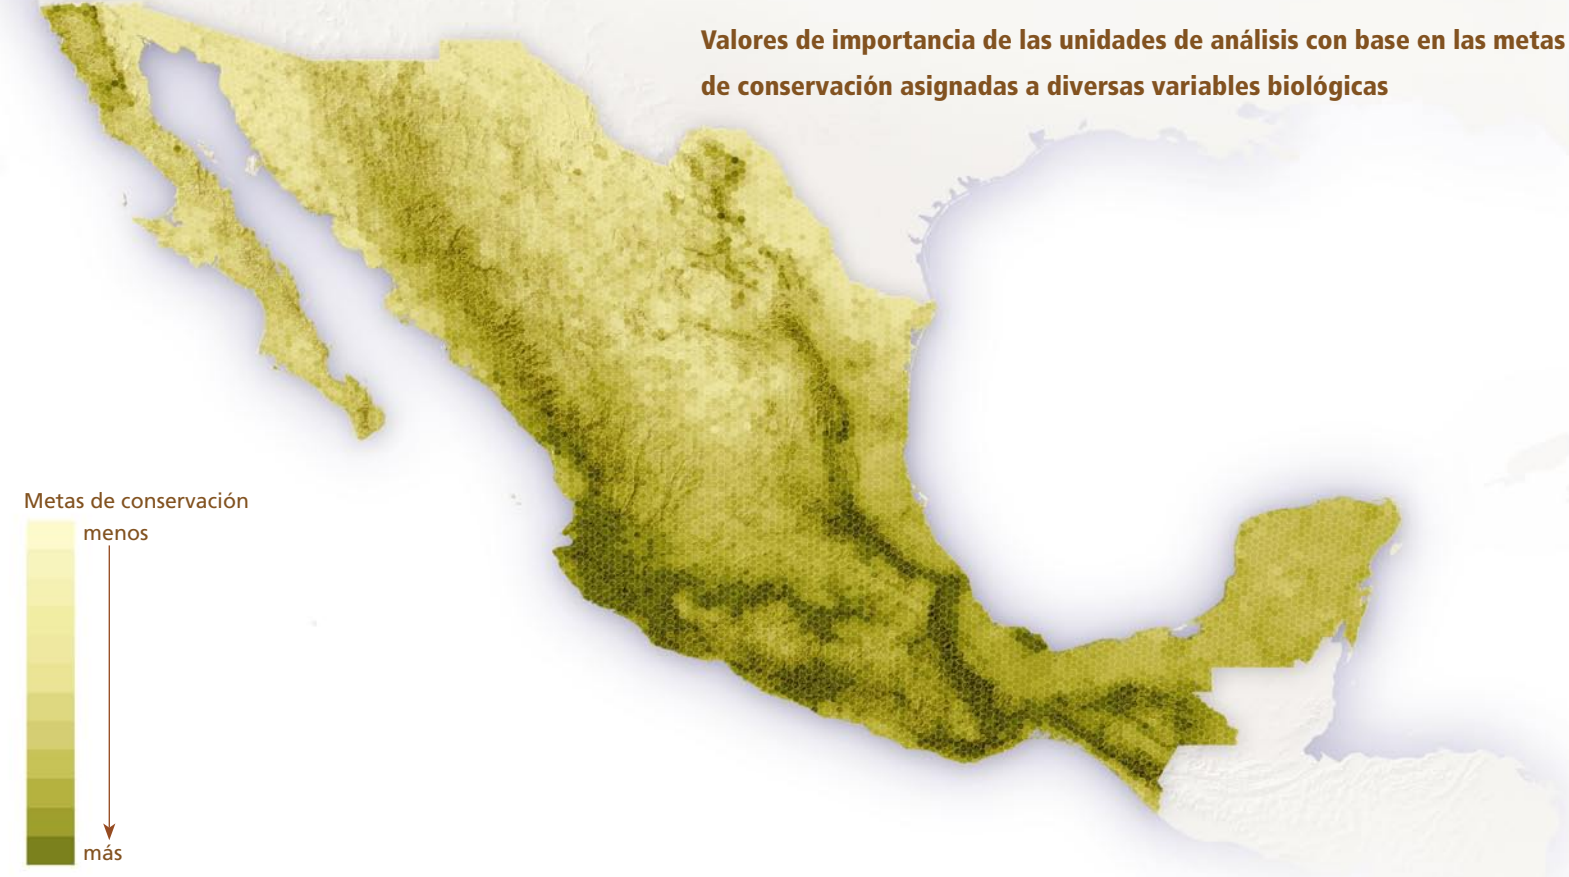 Valores de importancia de las unidades de análisis con base en las metas
de conservación asignadas a diversas variables biológicas
Metas de conservación
menos
más